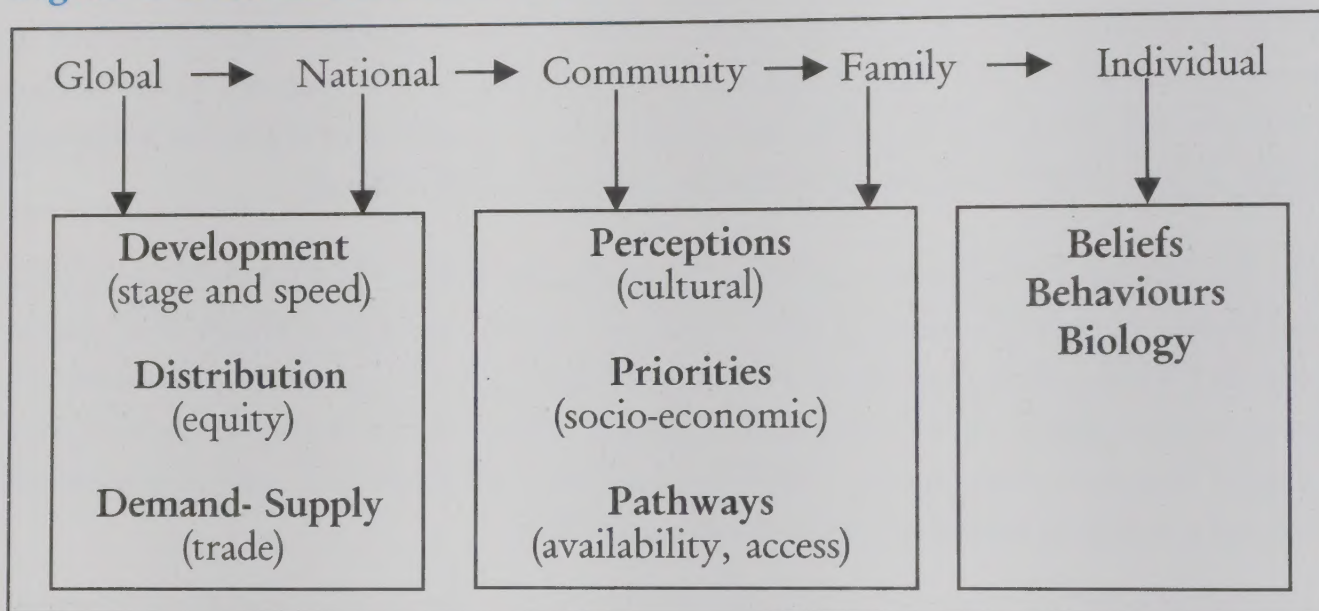 Global National Community Family Individual
Development
(stage and speed)
Distribution
(equity)
Demand- Supply
(trade)
Perceptions
(cultural)
Priorities
(socio-economic)
Pathways
(availability, access)
Beliefs
Behaviours
Biology